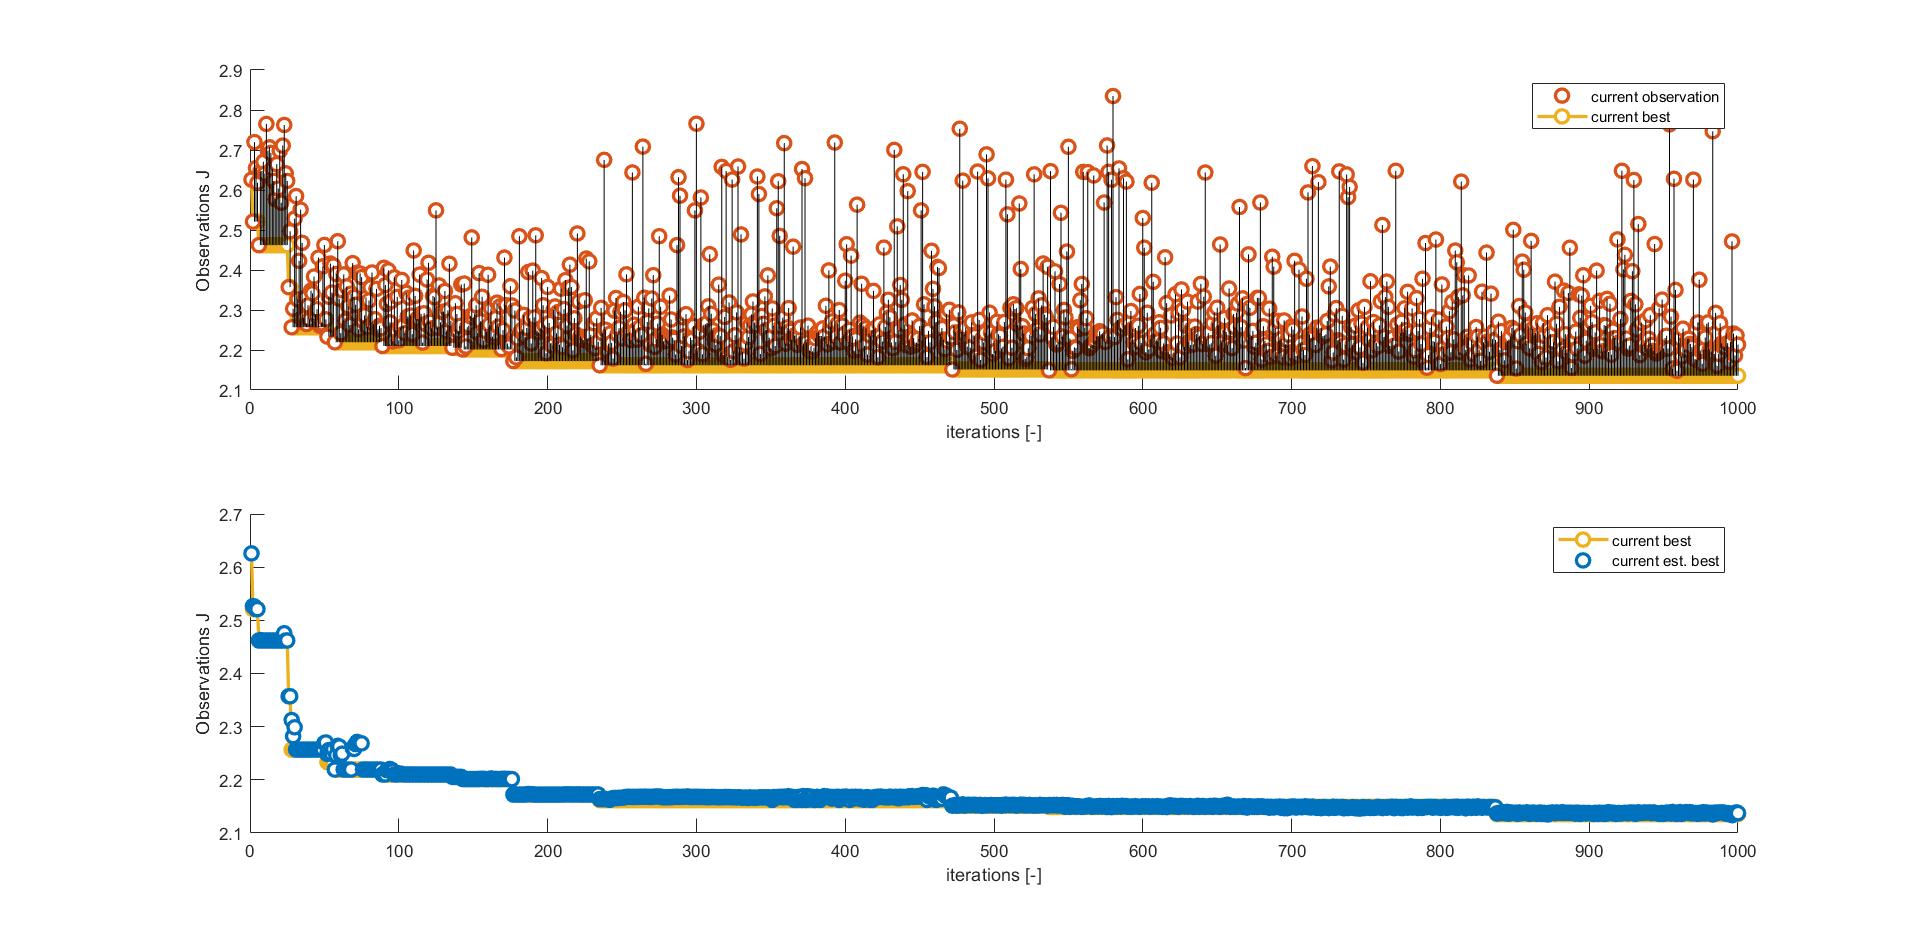 2.9
2.8
2.7
2.6
2.5
2.4
2.3
2.2
2.1
Observations J
current observation
current best
0 100 200 300 400 500 600 700 800 900 1000
iterations [-]
2.7
2.6
2.5
2.4
2.3
2.2
2.1
Observations J
current best
current est. best
0 100 200 300 400 500 600 700 800 900 1000
iterations [-]